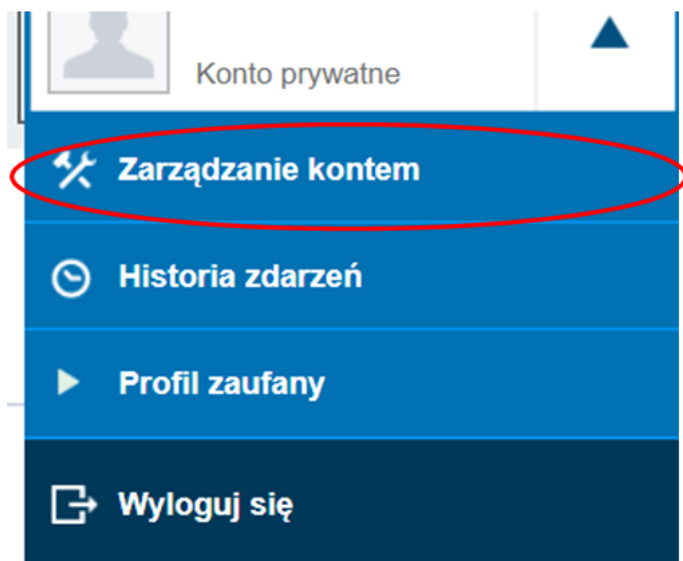 Konto prywatne
Zarządzanie kontem
Historia zdarzeń
Profil zaufany
Wyloguj się